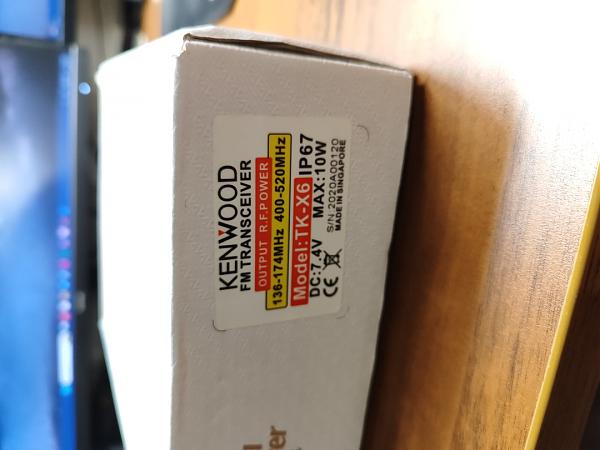 KENWOOD
FM TRANSCEIVER
OUTPUT R.F.POWER
136-174MHz 400-520MHz
Model:TK-X6 IP67
DC:7.4V MAX:10W
CE S/N:2020A00120
MADE IN SINGAPORE